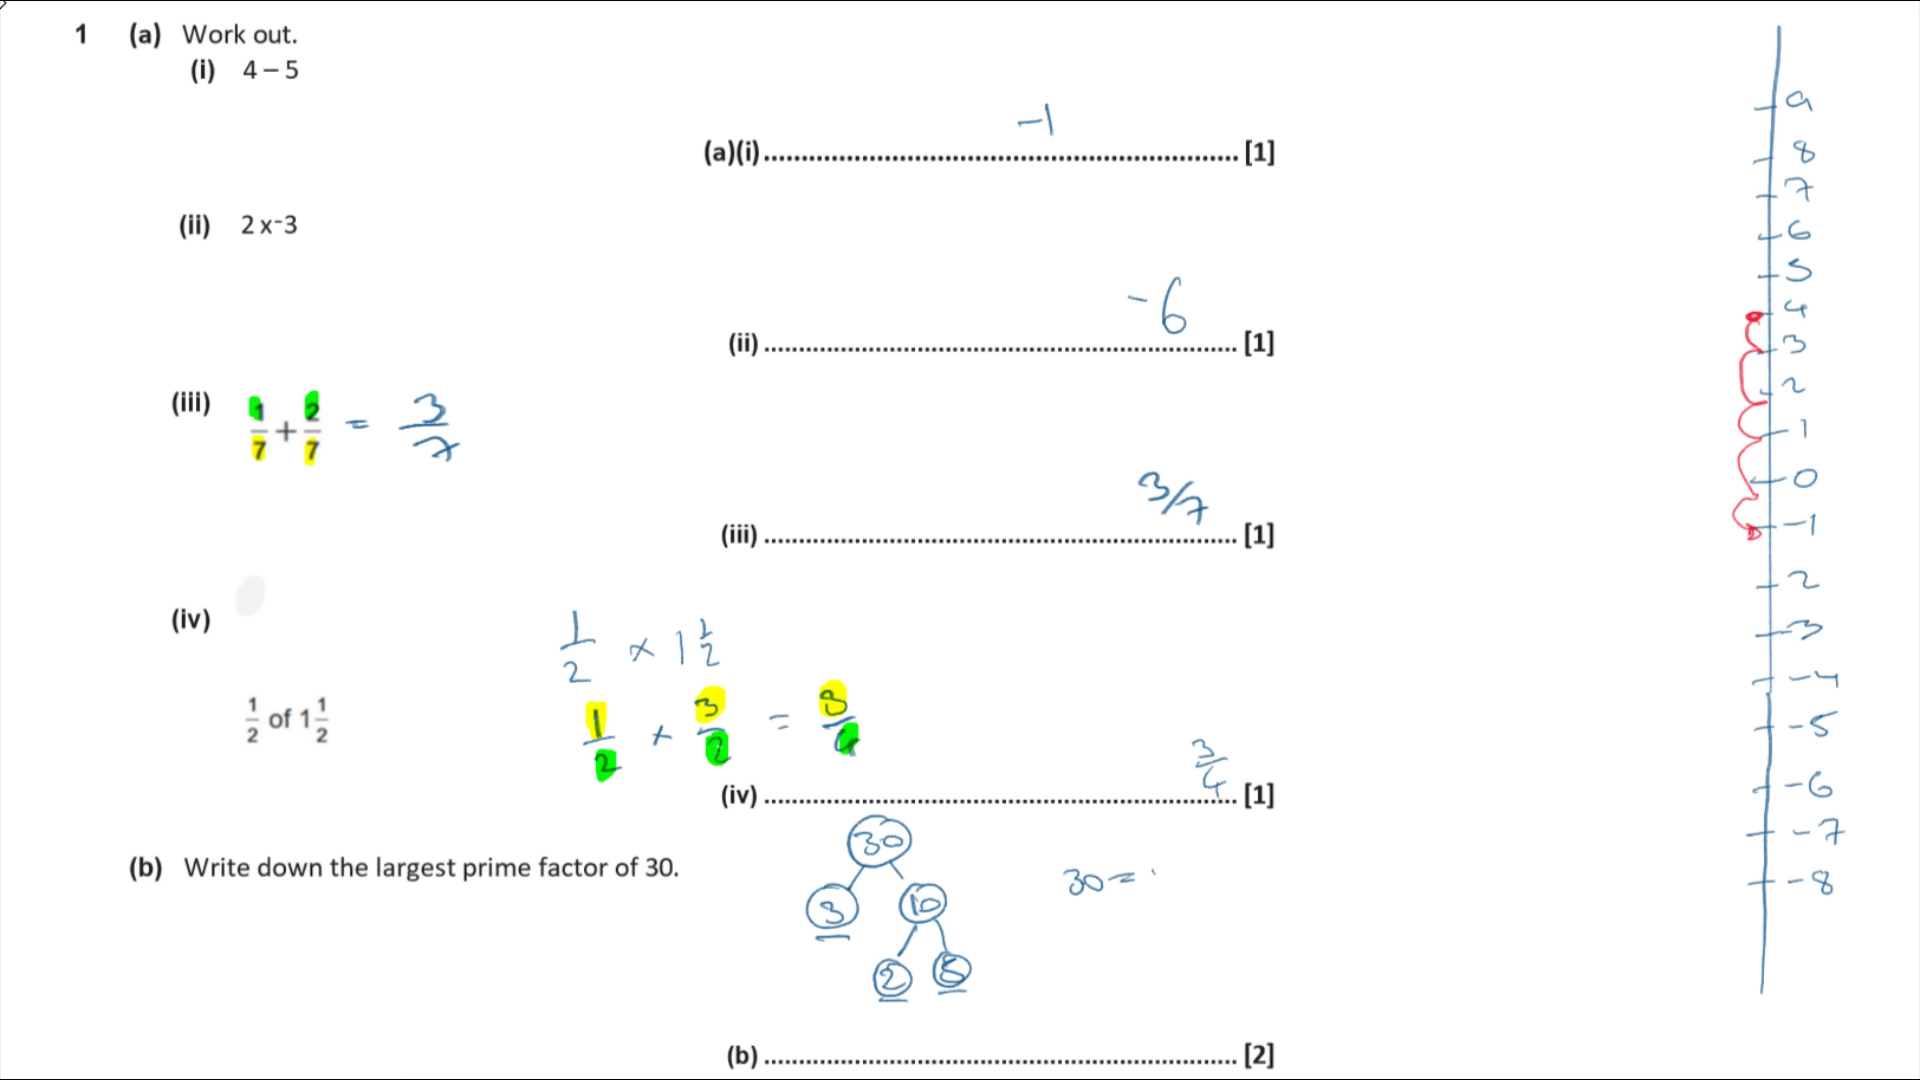 1 (a) Work out.
(i) 4 – 5
-1
(a)(i) ........................................ [1]
(ii) 2 x -3
-6
(ii) ........................................ [1]
(iii) 1/7 + 2/7 = 3/7
3/7
(iii) ........................................ [1]
(iv)
1/2 x 1 1/2
1/2 of 1 1/2
1/2 x 3/2 = 3/4
3/4
(iv) ........................................ [1]
30
(b) Write down the largest prime factor of 30.
30 =
3 10
2 5
(b) ........................................ [2]
9
8
7
6
5
4
3
2
1
0
-1
2
-3
-4
-5
-6
-7
-8